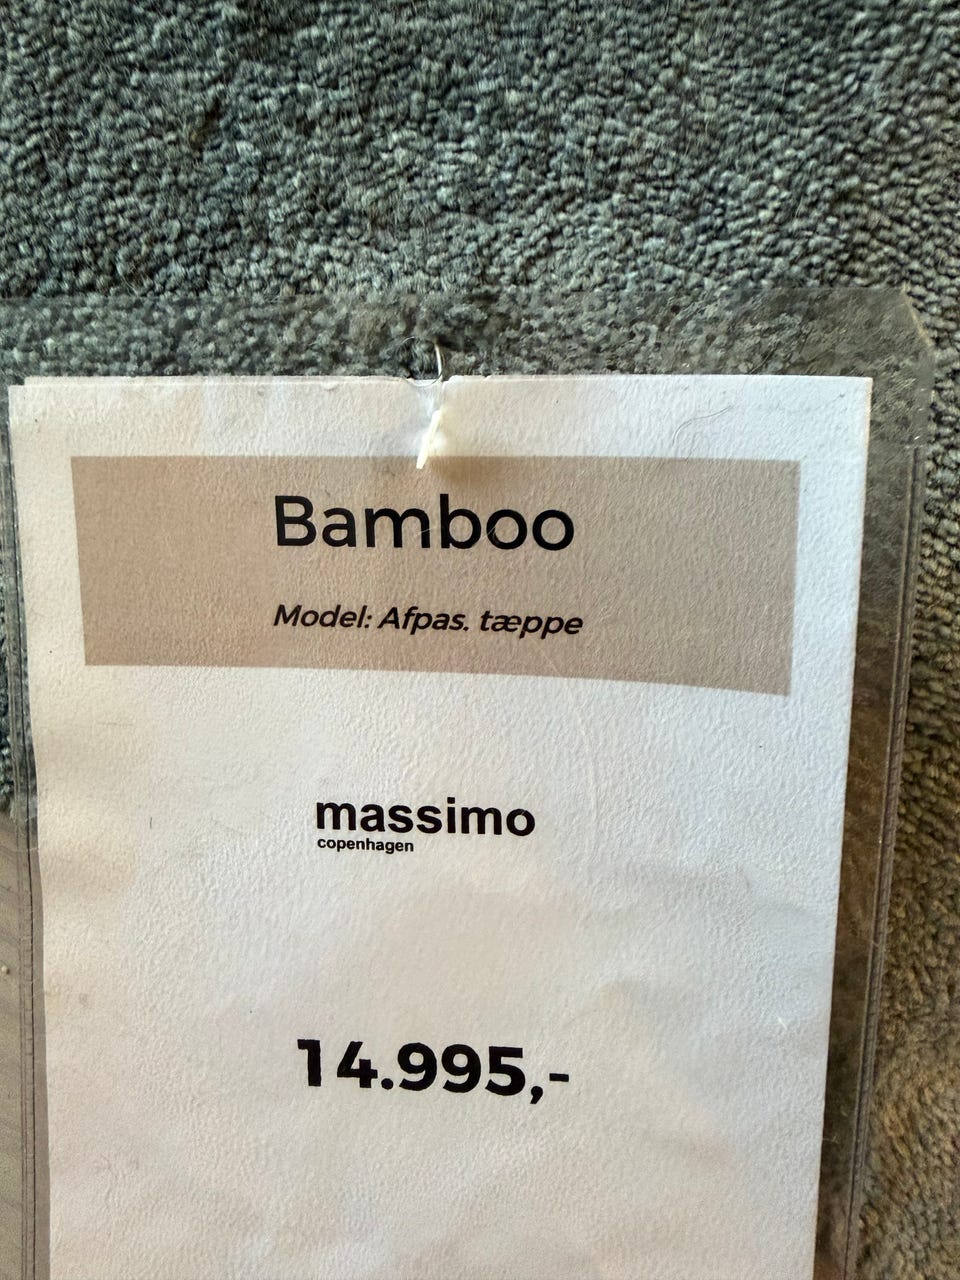 Bamboo
Model: Afpas. tæppe
massimo
copenhagen
14.995,-